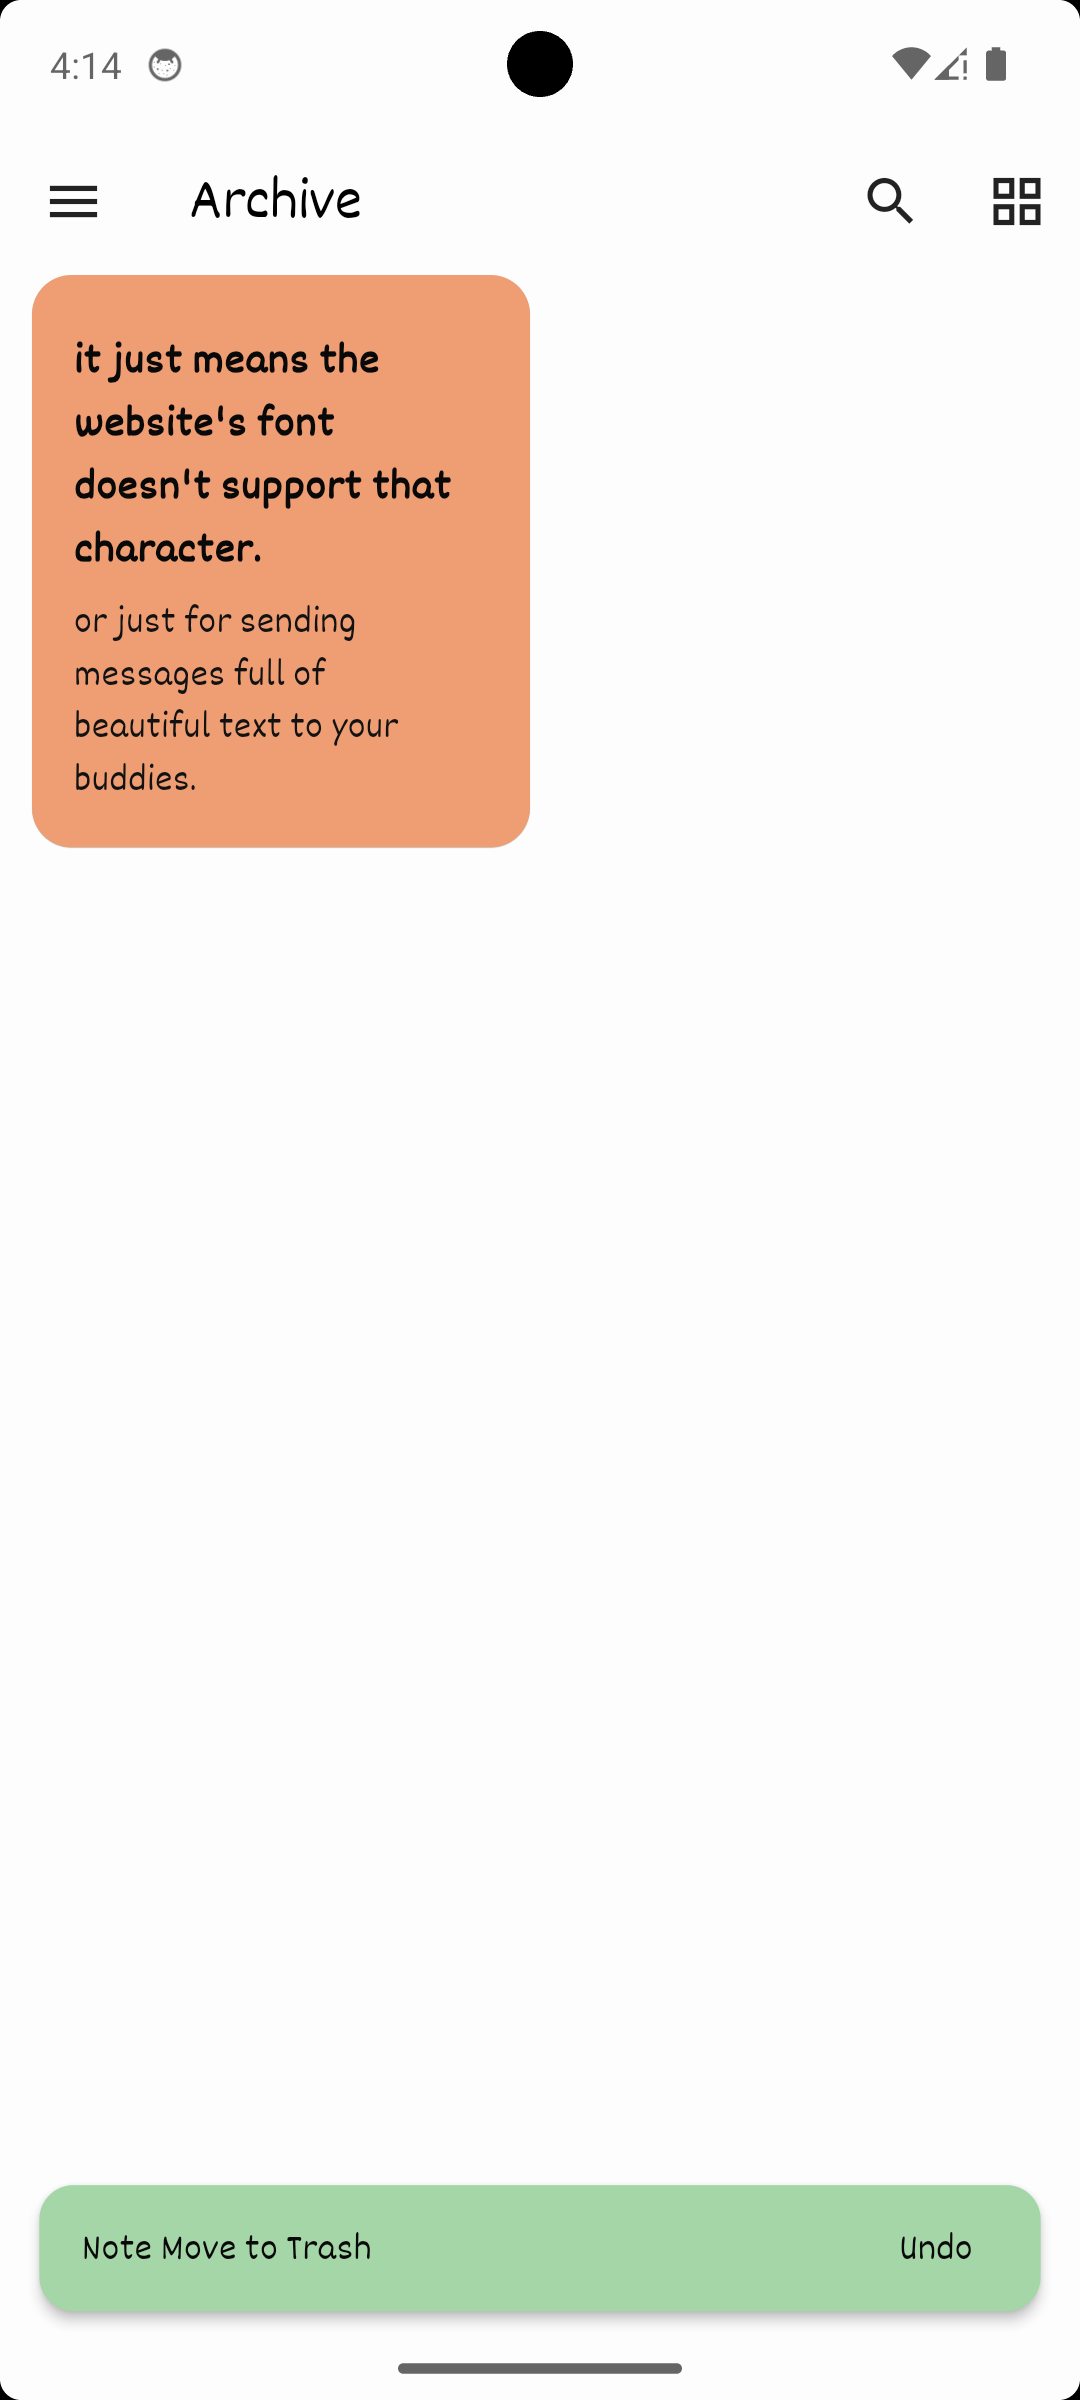 4:14
Archive
it just means the
website's font
doesn't support that
character.
or just for sending
messages full of
beautiful text to your
buddies.
Note Move to Trash
Undo